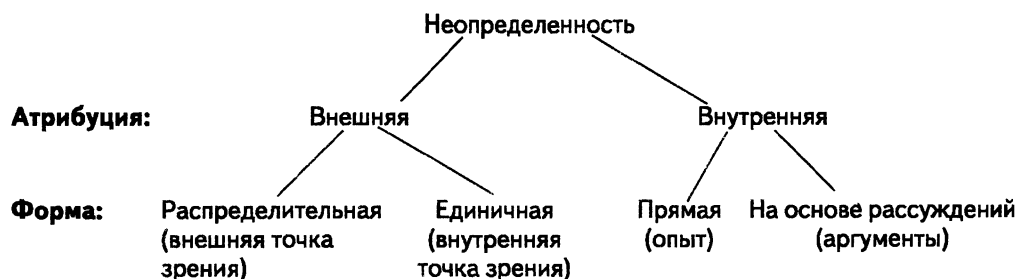 Неопределенность
Атрибуция: Внешняя Внутренняя
Форма: Распределительная Единичная Прямая На основе рассуждений
(внешняя точка (внутренняя (опыт) (аргументы)
зрения) точка зрения)